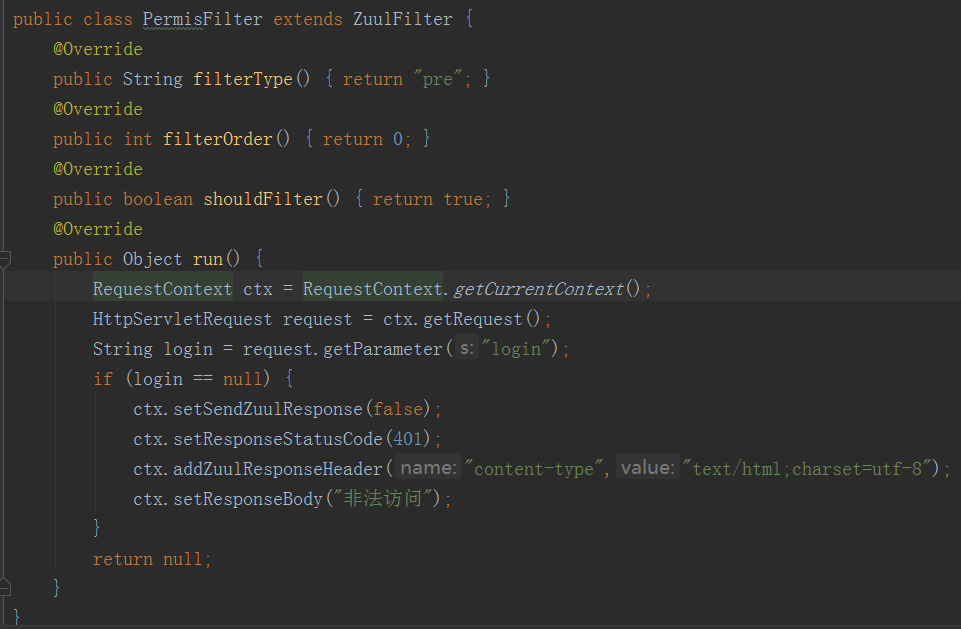 public class PermisFilter extends ZuulFilter {
    @Override
    public String filterType() { return "pre"; }
    @Override
    public int filterOrder() { return 0; }
    @Override
    public boolean shouldFilter() { return true; }
    @Override
    public Object run() {
        RequestContext ctx = RequestContext.getCurrentContext();
        HttpServletRequest request = ctx.getRequest();
        String login = request.getParameter( s: "login");
        if (login == null) {
            ctx.setSendZuulResponse(false);
            ctx.setResponseStatusCode(401);
            ctx.addZuulResponseHeader( name: "content-type", value: "text/html;charset=utf-8");
            ctx.setResponseBody("非法访问");
        }
        return null;
    }
}